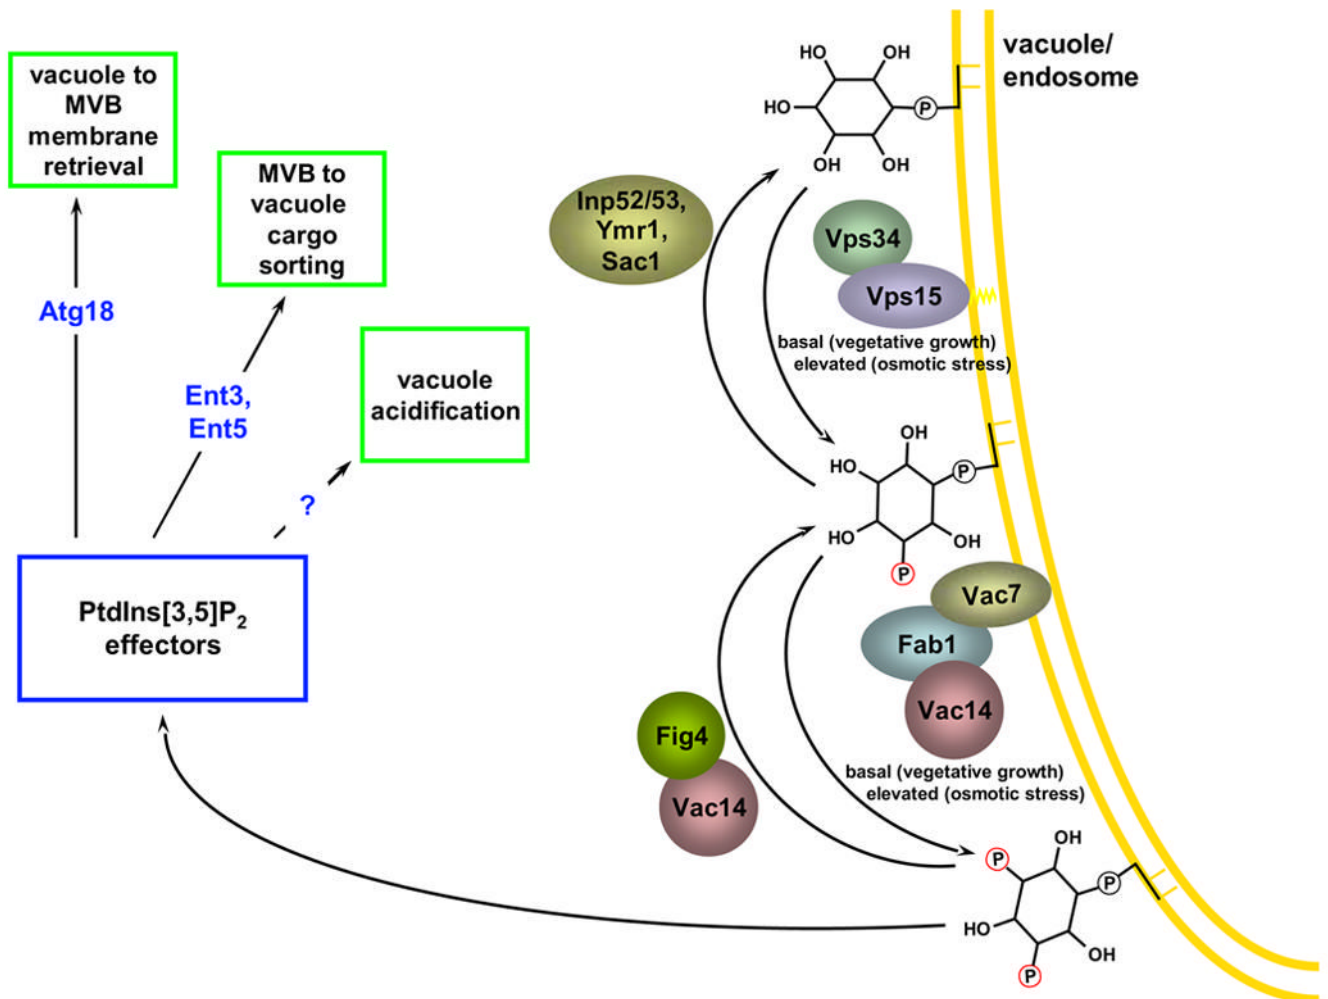 vacuole to
MVB
membrane
retrieval
MVB to
vacuole
cargo
sorting
vacuole
acidification
Atg18
Ent3,
Ent5
?
PtdIns[3,5]P2
effectors
vacuole/
endosome
HO
OH
HO
P
OH
OH
Inp52/53,
Ymr1,
Sac1
Vps34
Vps15
basal (vegetative growth)
elevated (osmotic stress)
OH
HO
P
HO
OH
P
Vac7
Fab1
Vac14
Fig4
Vac14
basal (vegetative growth)
elevated (osmotic stress)
OH
P
P
HO
OH
P